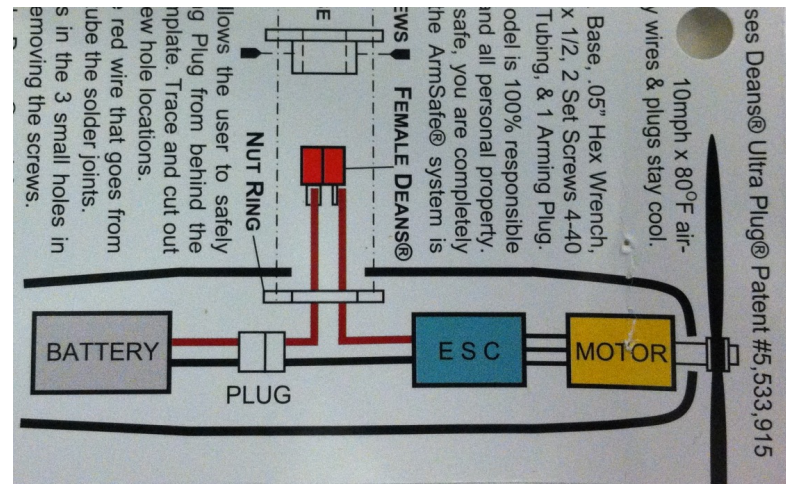 ses Deans® Ultra Plug® Patent #5,533,915
10mph x 80°F air-
y wires & plugs stay cool.
Base, .05" Hex Wrench,
x 1/2, 2 Set Screws 4-40
Tubing, & 1 Arming Plug.
odel is 100% responsible
and all personal property.
safe, you are completely
the ArmSafe® system is
EWS
FEMALE DEANS®
E
NUT RING
llows the user to safely
ng Plug from behind the
mplate. Trace and cut out
ew hole locations.
red wire that goes from
ube the solder joints.
s in the 3 small holes in
emoving the screws.
BATTERY
PLUG
ESC
MOTOR